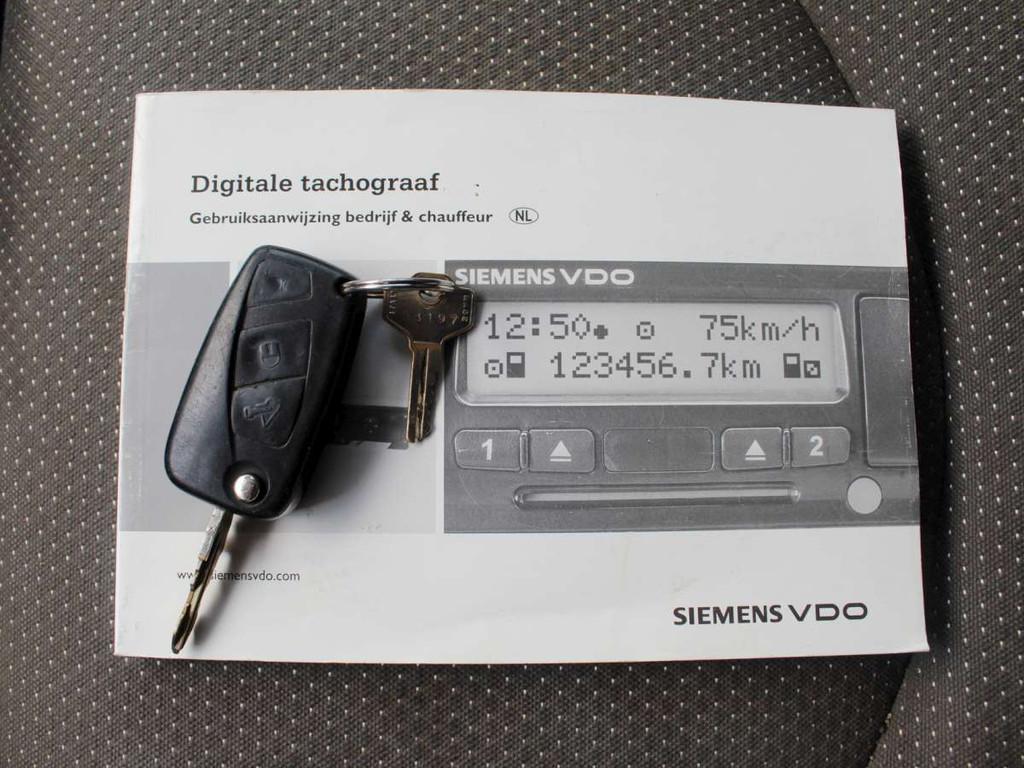 Digitale tachograaf
Gebruiksaanwijzing bedrijf & chauffeur NL
SIEMENS VDO
12:50 75km/h
123456.7km
1 2
siemensvdo.com
SIEMENS VDO